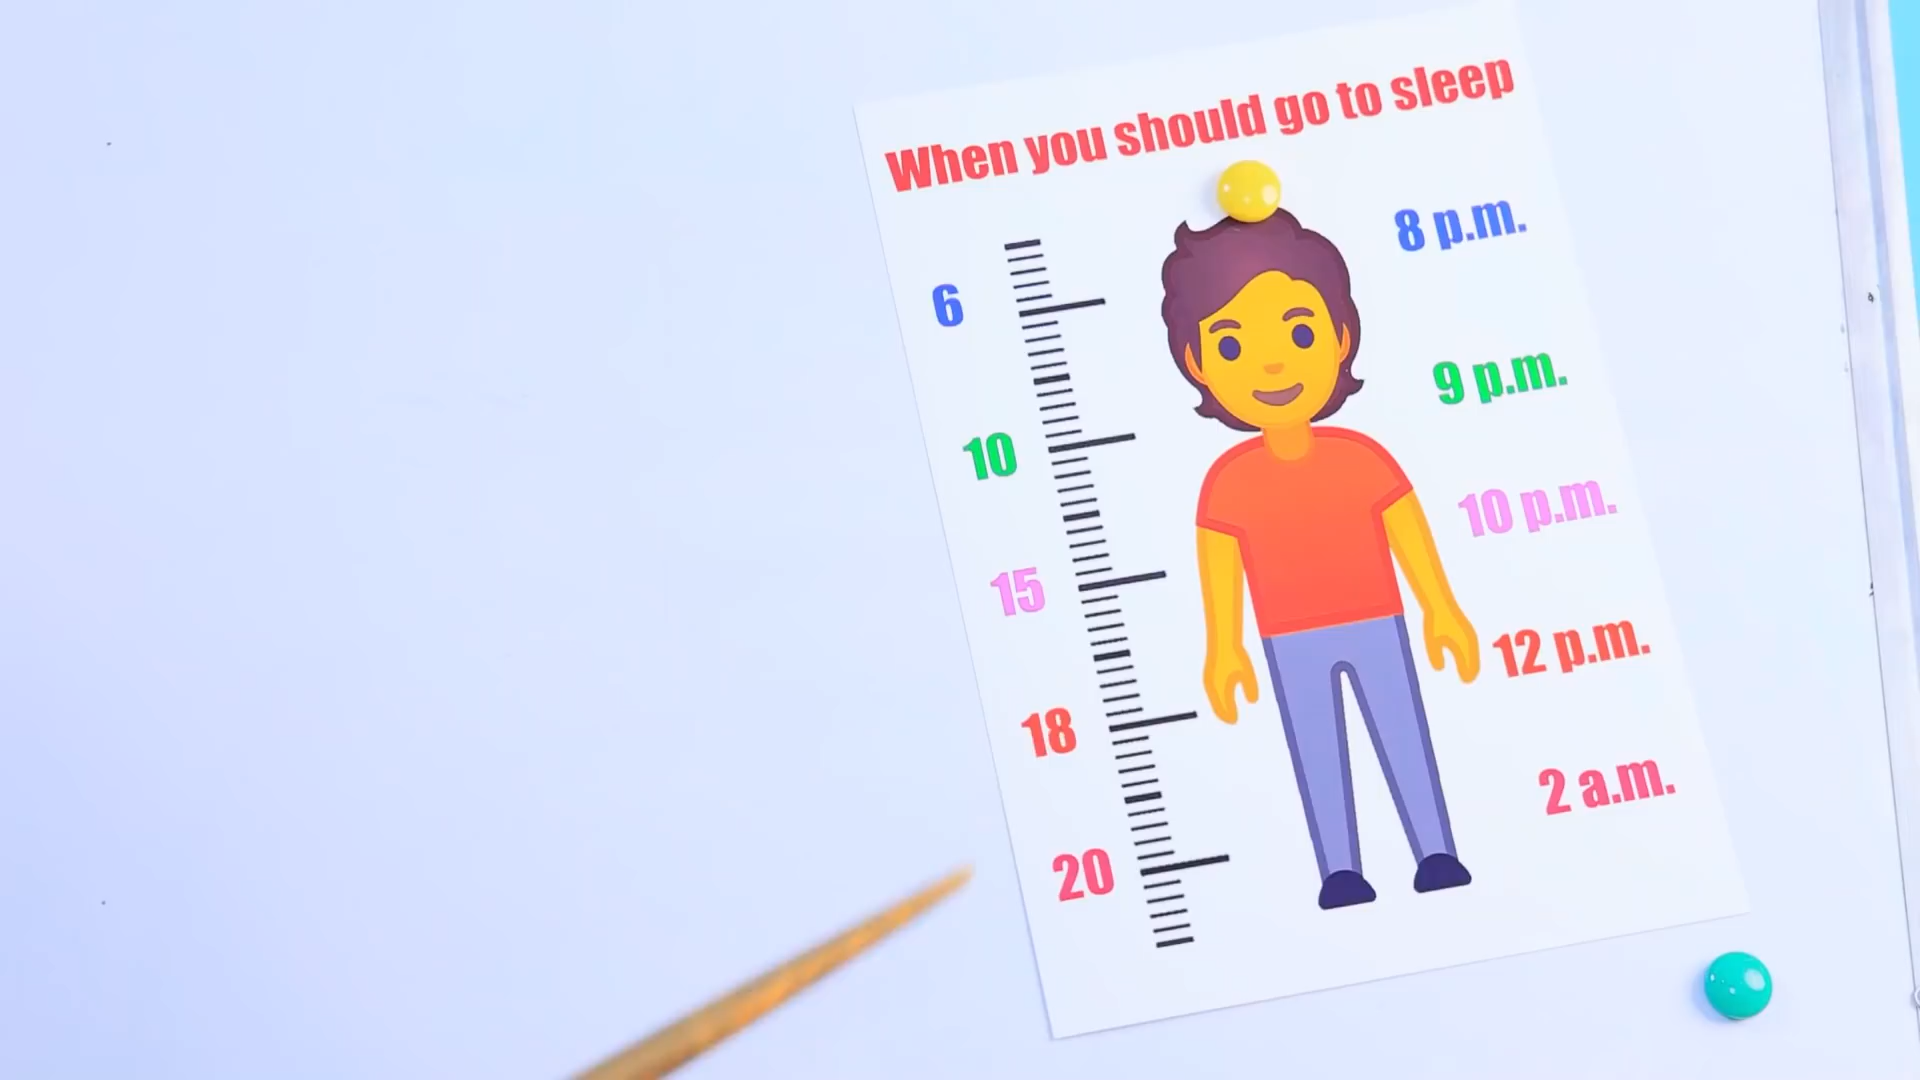 When you should go to sleep
6 8 p.m.
10 9 p.m.
15 10 p.m.
18 12 p.m.
20 2 a.m.